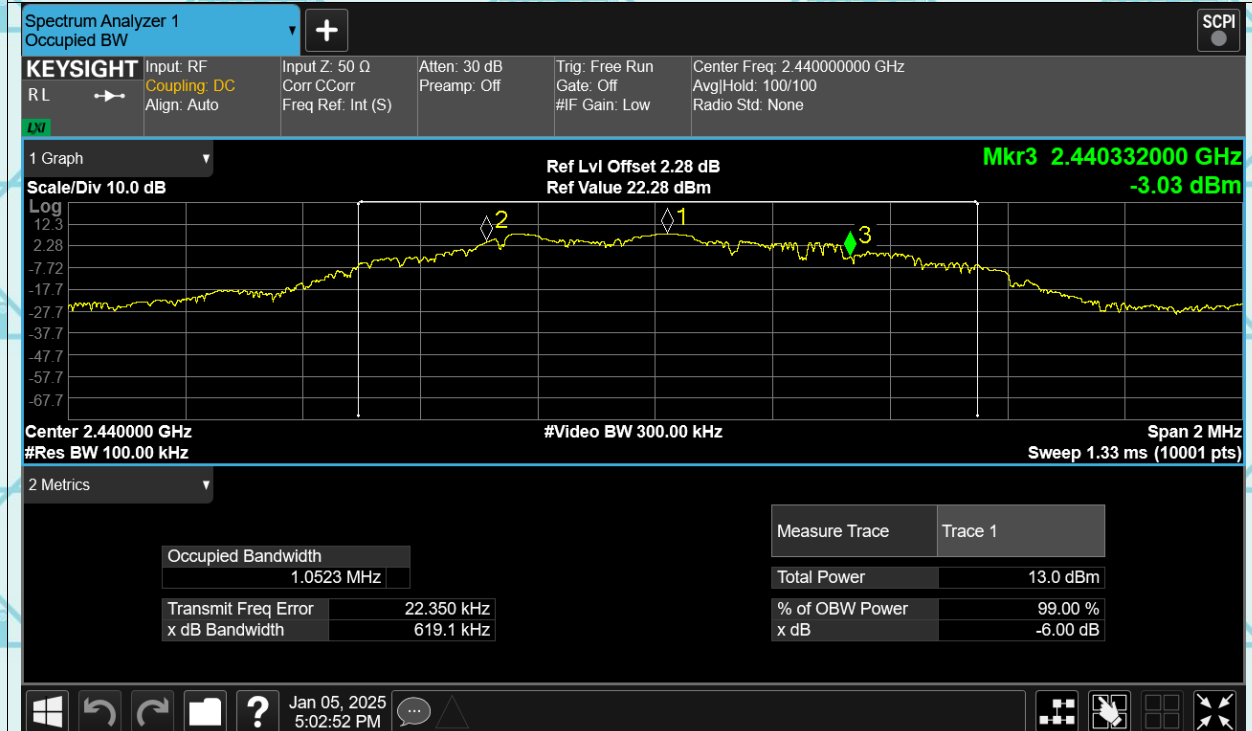 Spectrum Analyzer 1
Occupied BW
SCPI
KEYSIGHT
RL
LXI
Input: RF
Coupling: DC
Align: Auto
Input Z: 50 Ω
Corr CCorr
Freq Ref: Int (S)
Atten: 30 dB
Preamp: Off
Trig: Free Run
Gate: Off
#IF Gain: Low
Center Freq: 2.440000000 GHz
Avg|Hold: 100/100
Radio Std: None
1 Graph
Scale/Div 10.0 dB
Ref Lvl Offset 2.28 dB
Ref Value 22.28 dBm
Mkr3 2.440332000 GHz
-3.03 dBm
Log
12.3
2.28
-7.72
-17.7
-27.7
-37.7
-47.7
-57.7
-67.7
2
1
3
Center 2.440000 GHz
#Video BW 300.00 kHz
Span 2 MHz
#Res BW 100.00 kHz
Sweep 1.33 ms (10001 pts)
2 Metrics
Occupied Bandwidth
1.0523 MHz
Transmit Freq Error 22.350 kHz
x dB Bandwidth 619.1 kHz
Measure Trace Trace 1
Total Power 13.0 dBm
% of OBW Power 99.00 %
x dB -6.00 dB
?
Jan 05, 2025
5:02:52 PM